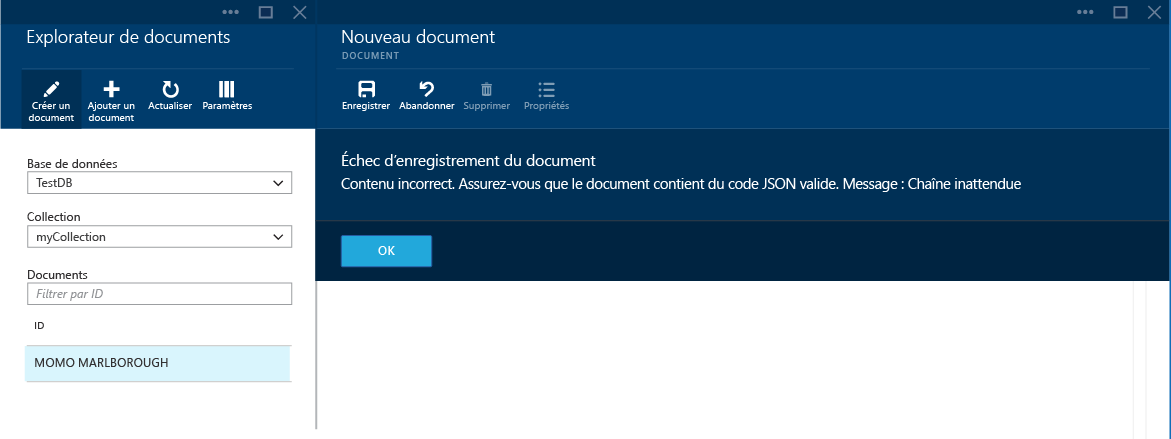 Explorateur de documents
Créer un
document
Ajouter un
document
Actualiser
Paramètres
Base de données
TestDB
Collection
myCollection
Documents
Filtrer par ID
ID
MOMO MARLBOROUGH
Nouveau document
DOCUMENT
Enregistrer
Abandonner
Supprimer
Propriétés
Échec d'enregistrement du document
Contenu incorrect. Assurez-vous que le document contient du code JSON valide. Message : Chaîne inattendue
OK